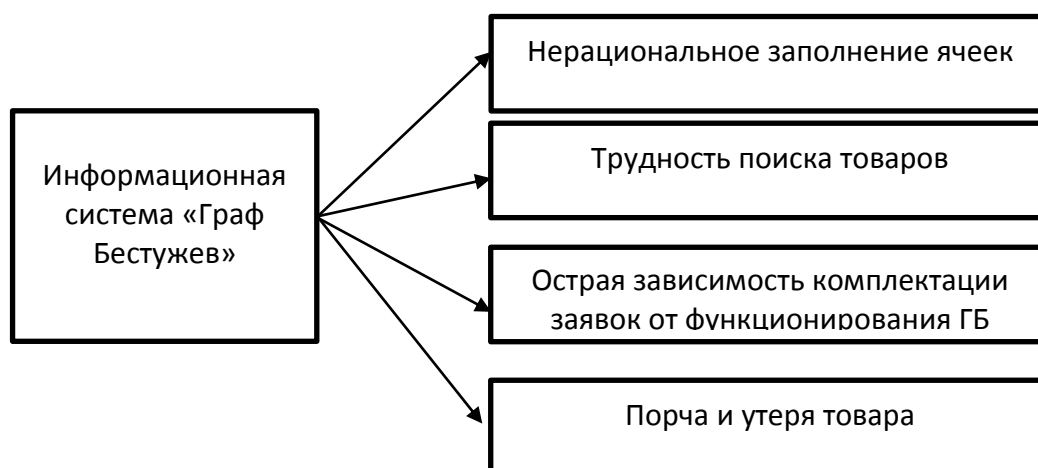 Информационная
система «Граф
Бестужев»
Нерациональное заполнение ячеек
Трудность поиска товаров
Острая зависимость комплектации
заявок от функционирования ГБ
Порча и утеря товара